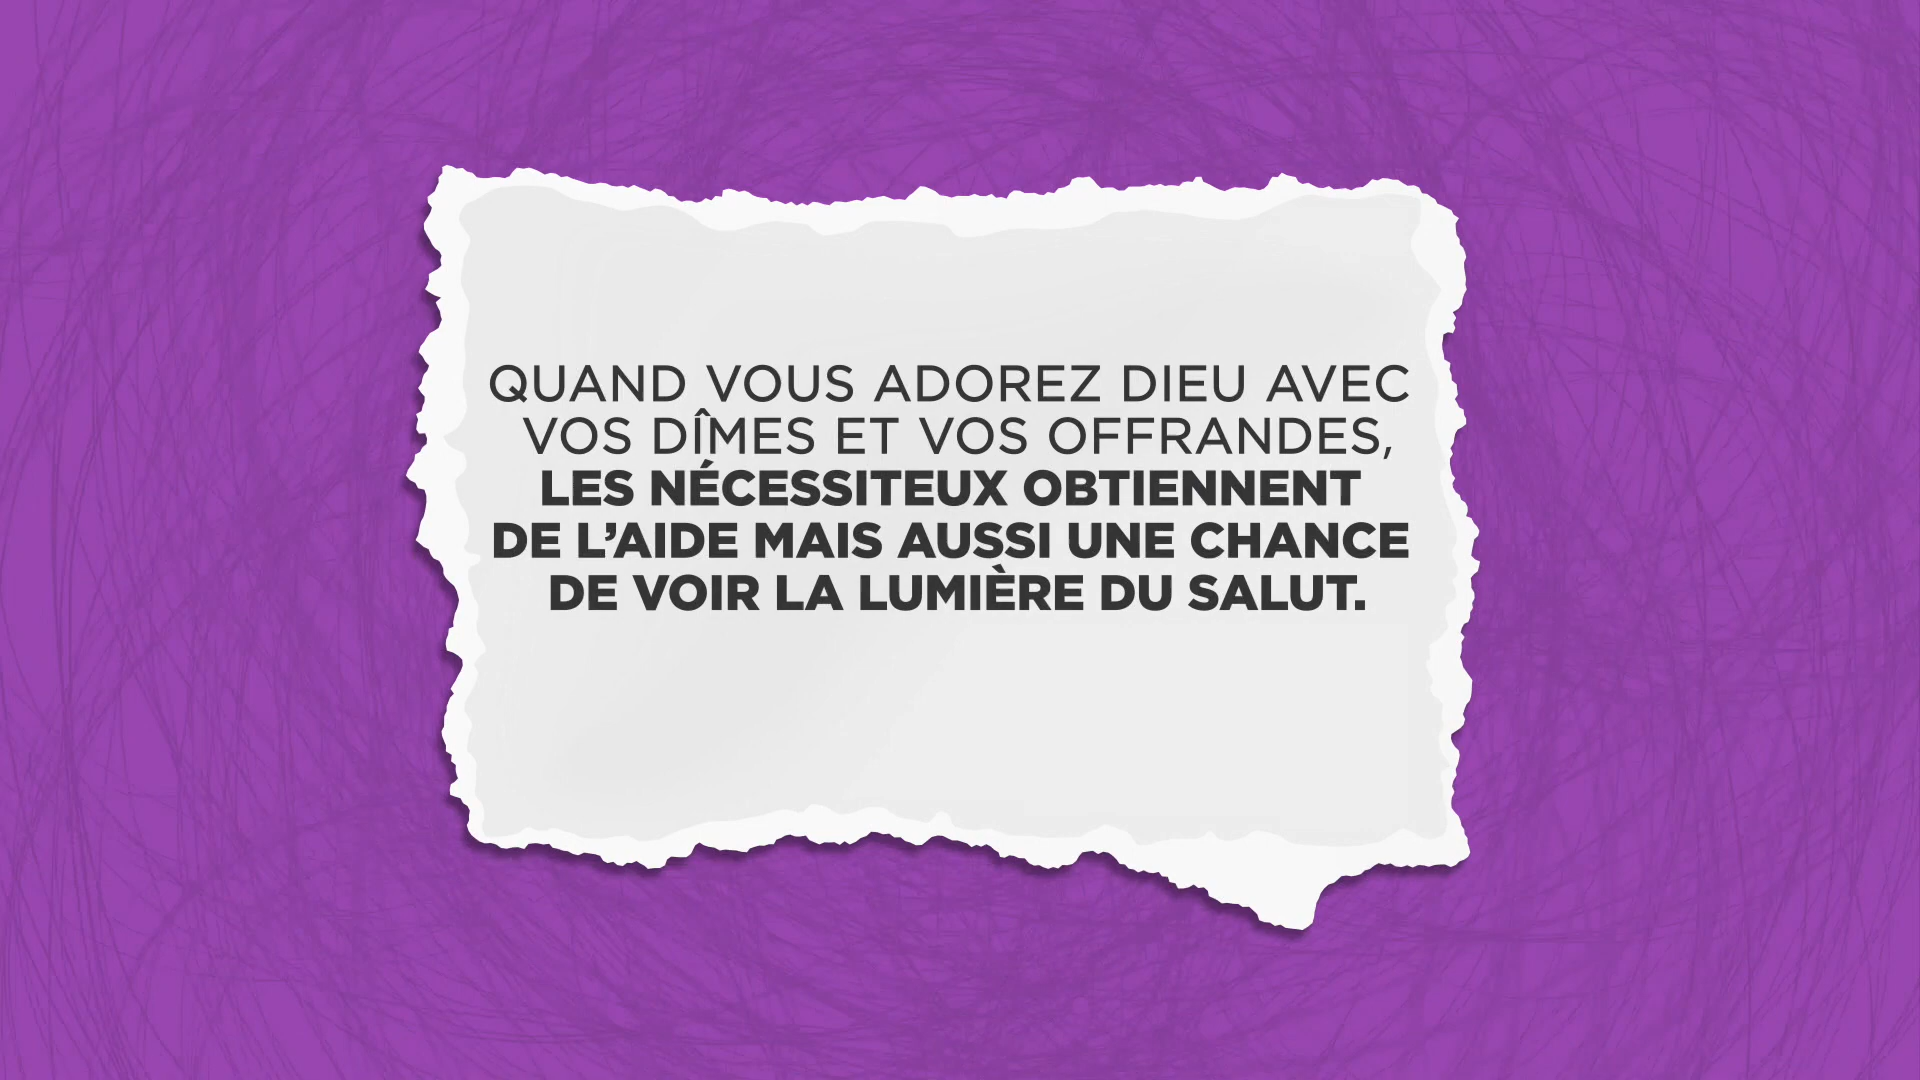 QUAND VOUS ADOREZ DIEU AVEC
VOS DÎMES ET VOS OFFRANDES,
LES NÉCESSITEUX OBTIENNENT
DE L’AIDE MAIS AUSSI UNE CHANCE
DE VOIR LA LUMIÈRE DU SALUT.